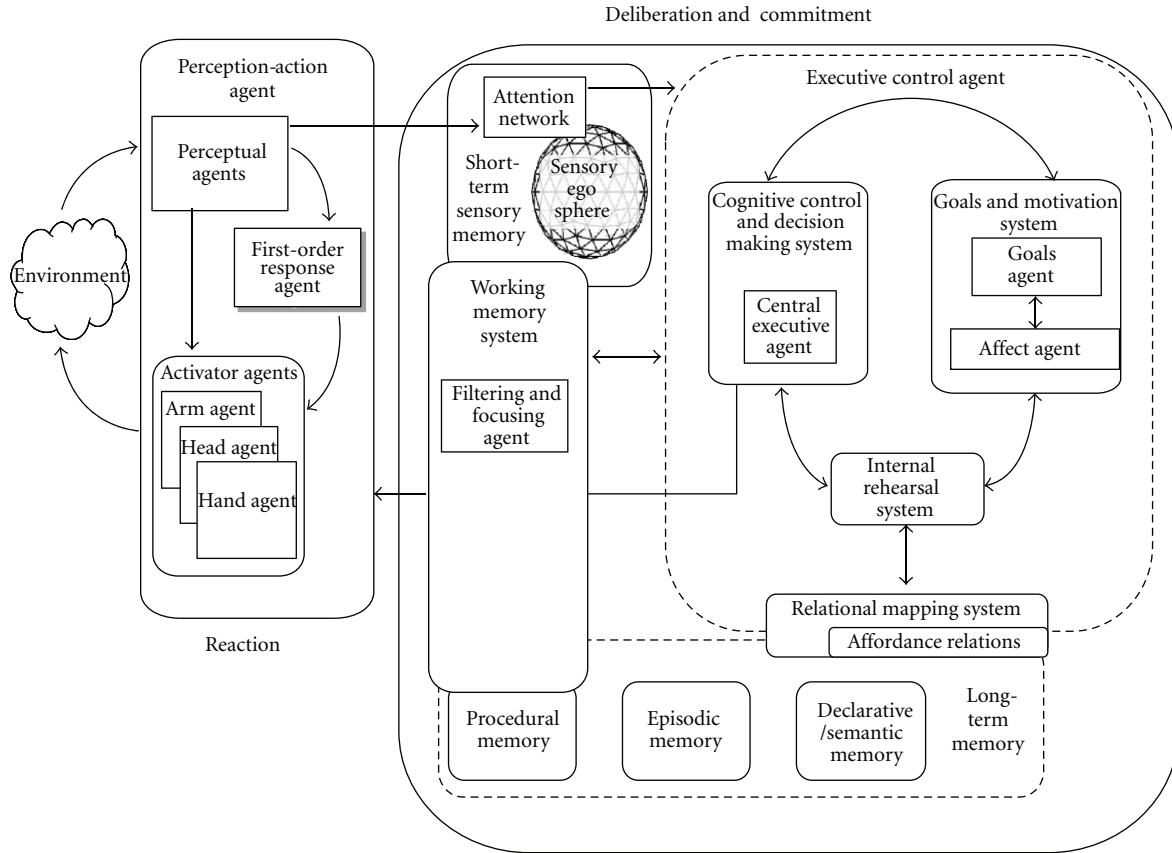 Deliberation and commitment
Perception-action
agent
Perceptual
agents
First-order
response
agent
Environment
Activator agents
Arm agent
Head agent
Hand agent
Reaction
Attention
network
Short-
term
sensory
memory
Sensory
ego
sphere
Working
memory
system
Filtering and
focusing
agent
Executive control agent
Cognitive control
and decision
making system
Central
executive
agent
Goals and motivation
system
Goals
agent
Affect agent
Internal
rehearsal
system
Relational mapping system
Affordance relations
Procedural
memory
Episodic
memory
Declarative
/semantic
memory
Long-
term
memory